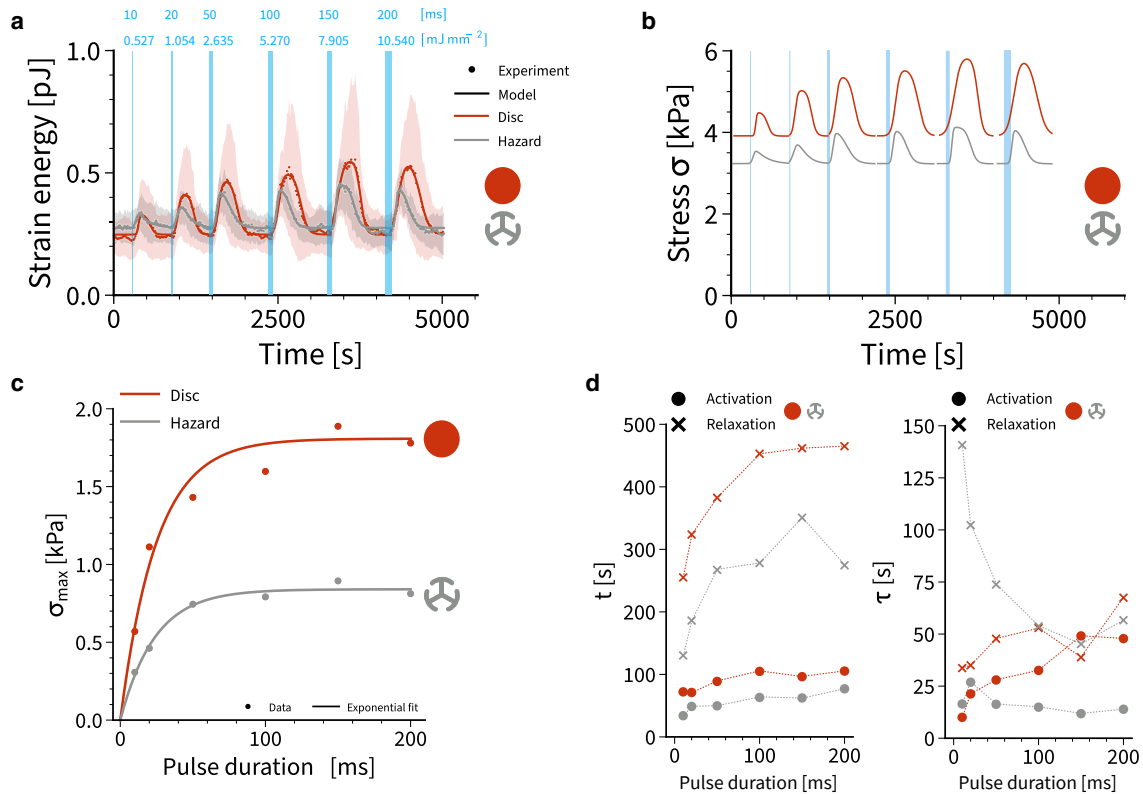 a
10 20 50 100 150 200 [ms]
0.527 1.054 2.635 5.270 7.905 10.540 [mJ mm⁻²]
1.0
0.5
0.0
Strain energy [pJ]
Experiment
Model
Disc
Hazard
0 2500 5000
Time [s]
b
6
4
2
0
Stress σ [kPa]
0 2500 5000
Time [s]
c
Disc
Hazard
2.0
1.5
1.0
0.5
0.0
σmax [kPa]
Data
Exponential fit
0 100 200
Pulse duration [ms]
d
Activation
Relaxation
500
400
300
200
100
0
t [s]
0 100 200
Pulse duration [ms]
Activation
Relaxation
150
125
100
75
50
25
0
τ [s]
0 100 200
Pulse duration [ms]